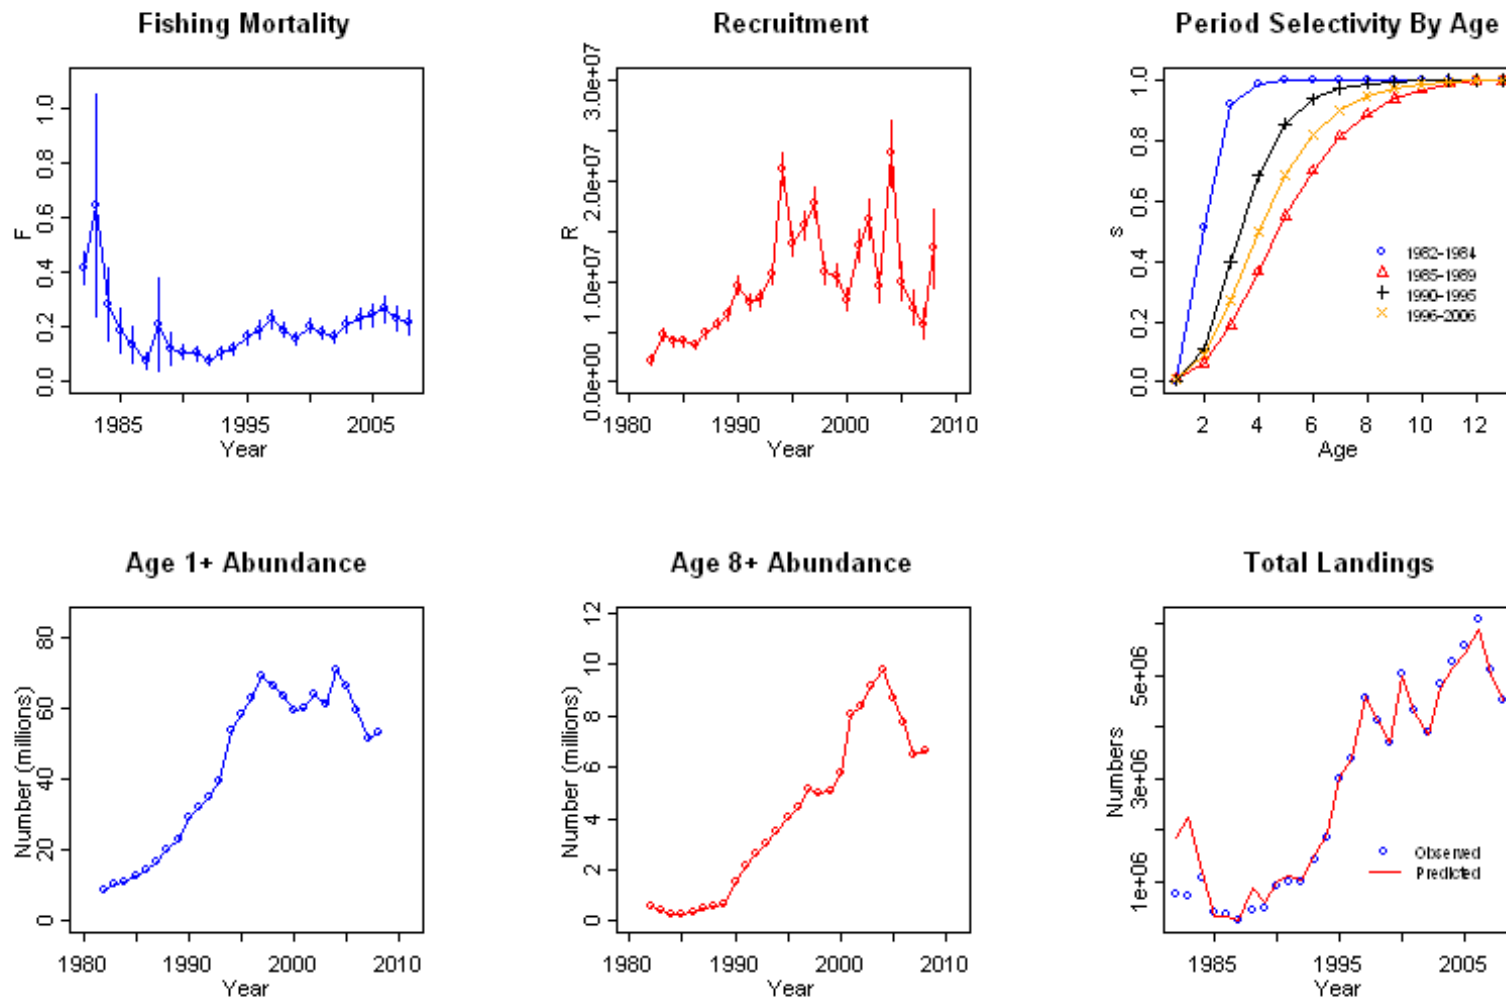 Fishing Mortality
F
0.0 0.2 0.4 0.6 0.8 1.0
1985 1995 2005
Year
Recruitment
R
0.0e+00 1.0e+07 2.0e+07 3.0e+07
1980 1990 2000 2010
Year
Period Selectivity By Age
s
0.0 0.2 0.4 0.6 0.8 1.0
1982-1984
1985-1989
1990-1995
1996-2006
2 4 6 8 10 12
Age
Age 1+ Abundance
Number (millions)
0 20 40 60 80
1980 1990 2000 2010
Year
Age 8+ Abundance
Number (millions)
0 2 4 6 8 10 12
1980 1990 2000 2010
Year
Total Landings
Numbers
1e+06 3e+06 5e+06
Observed
Predicted
1985 1995 2005
Year